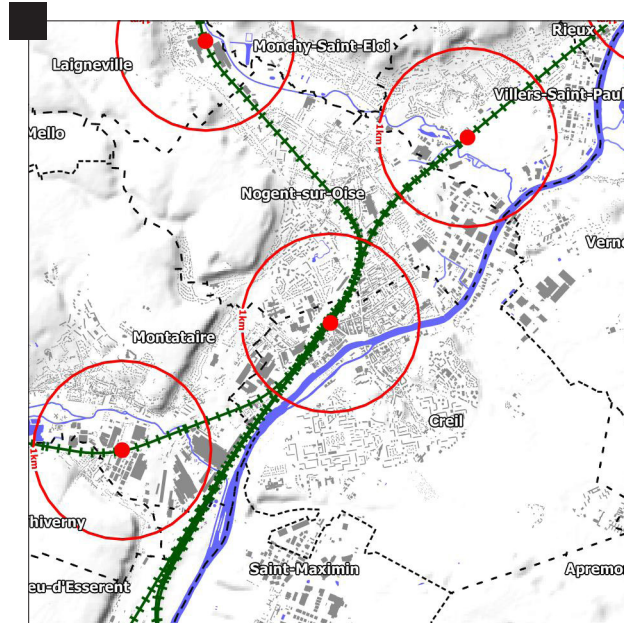 Rieux
Monchy-Saint-Eloi
Laigneville
Villers-Saint-Paul
1km
Mello
Nogent-sur-Oise
Verne
1km
Montataire
Creil
1km
hiverny
Saint-Maximin
Apremo
eu-d'Esserent